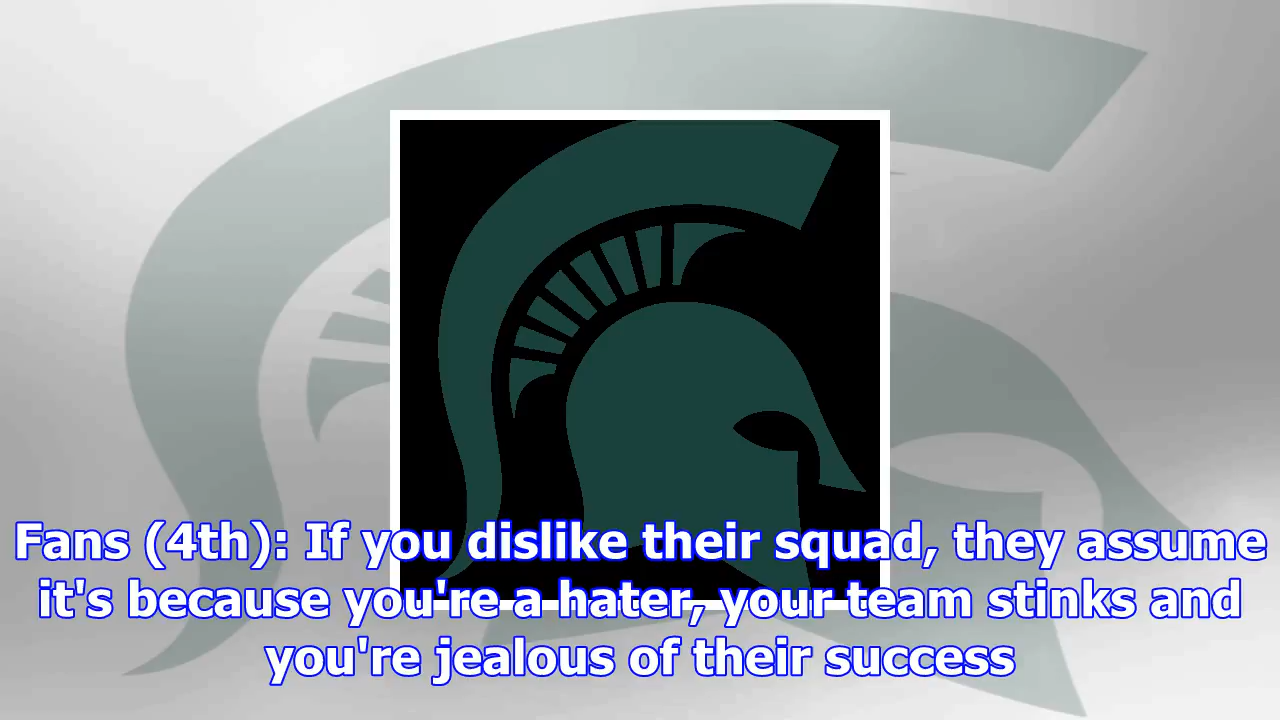 Fans (4th): If you dislike their squad, they assume
it's because you're a hater, your team stinks and
you're jealous of their success